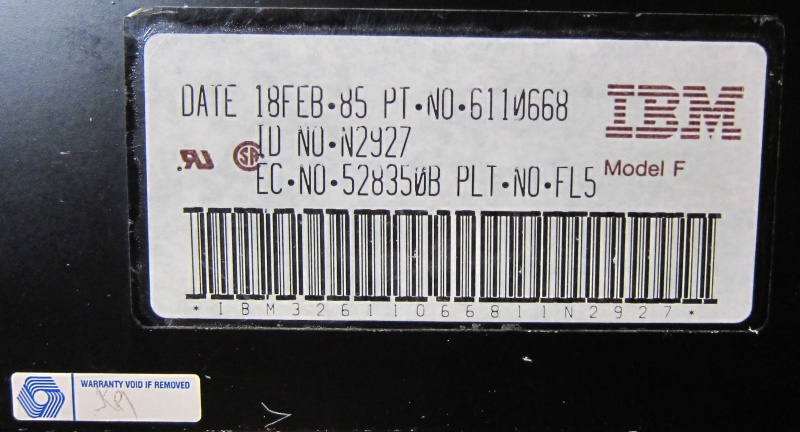 DATE 18FEB·85 PT·NO·6110668
ID NO·N2927
EC·NO·528350B PLT·NO·FL5
IBM
Model F
*IBM32611066811N2927*
WARRANTY VOID IF REMOVED